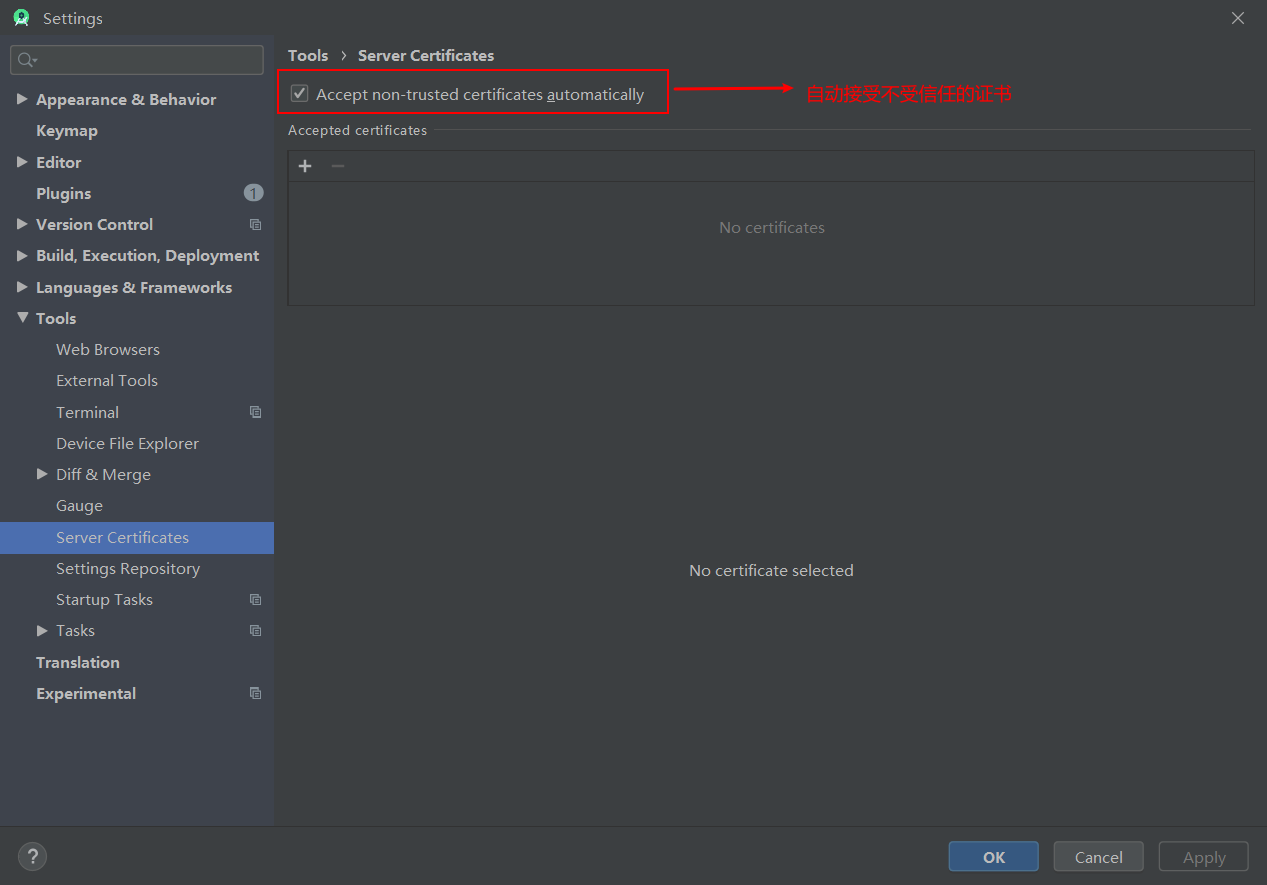 Settings
Tools › Server Certificates
Accept non-trusted certificates automatically
自动接受不受信任的证书
Accepted certificates
No certificates
No certificate selected
Appearance & Behavior
Keymap
Editor
Plugins 1
Version Control
Build, Execution, Deployment
Languages & Frameworks
Tools
Web Browsers
External Tools
Terminal
Device File Explorer
Diff & Merge
Gauge
Server Certificates
Settings Repository
Startup Tasks
Tasks
Translation
Experimental
? OK Cancel Apply